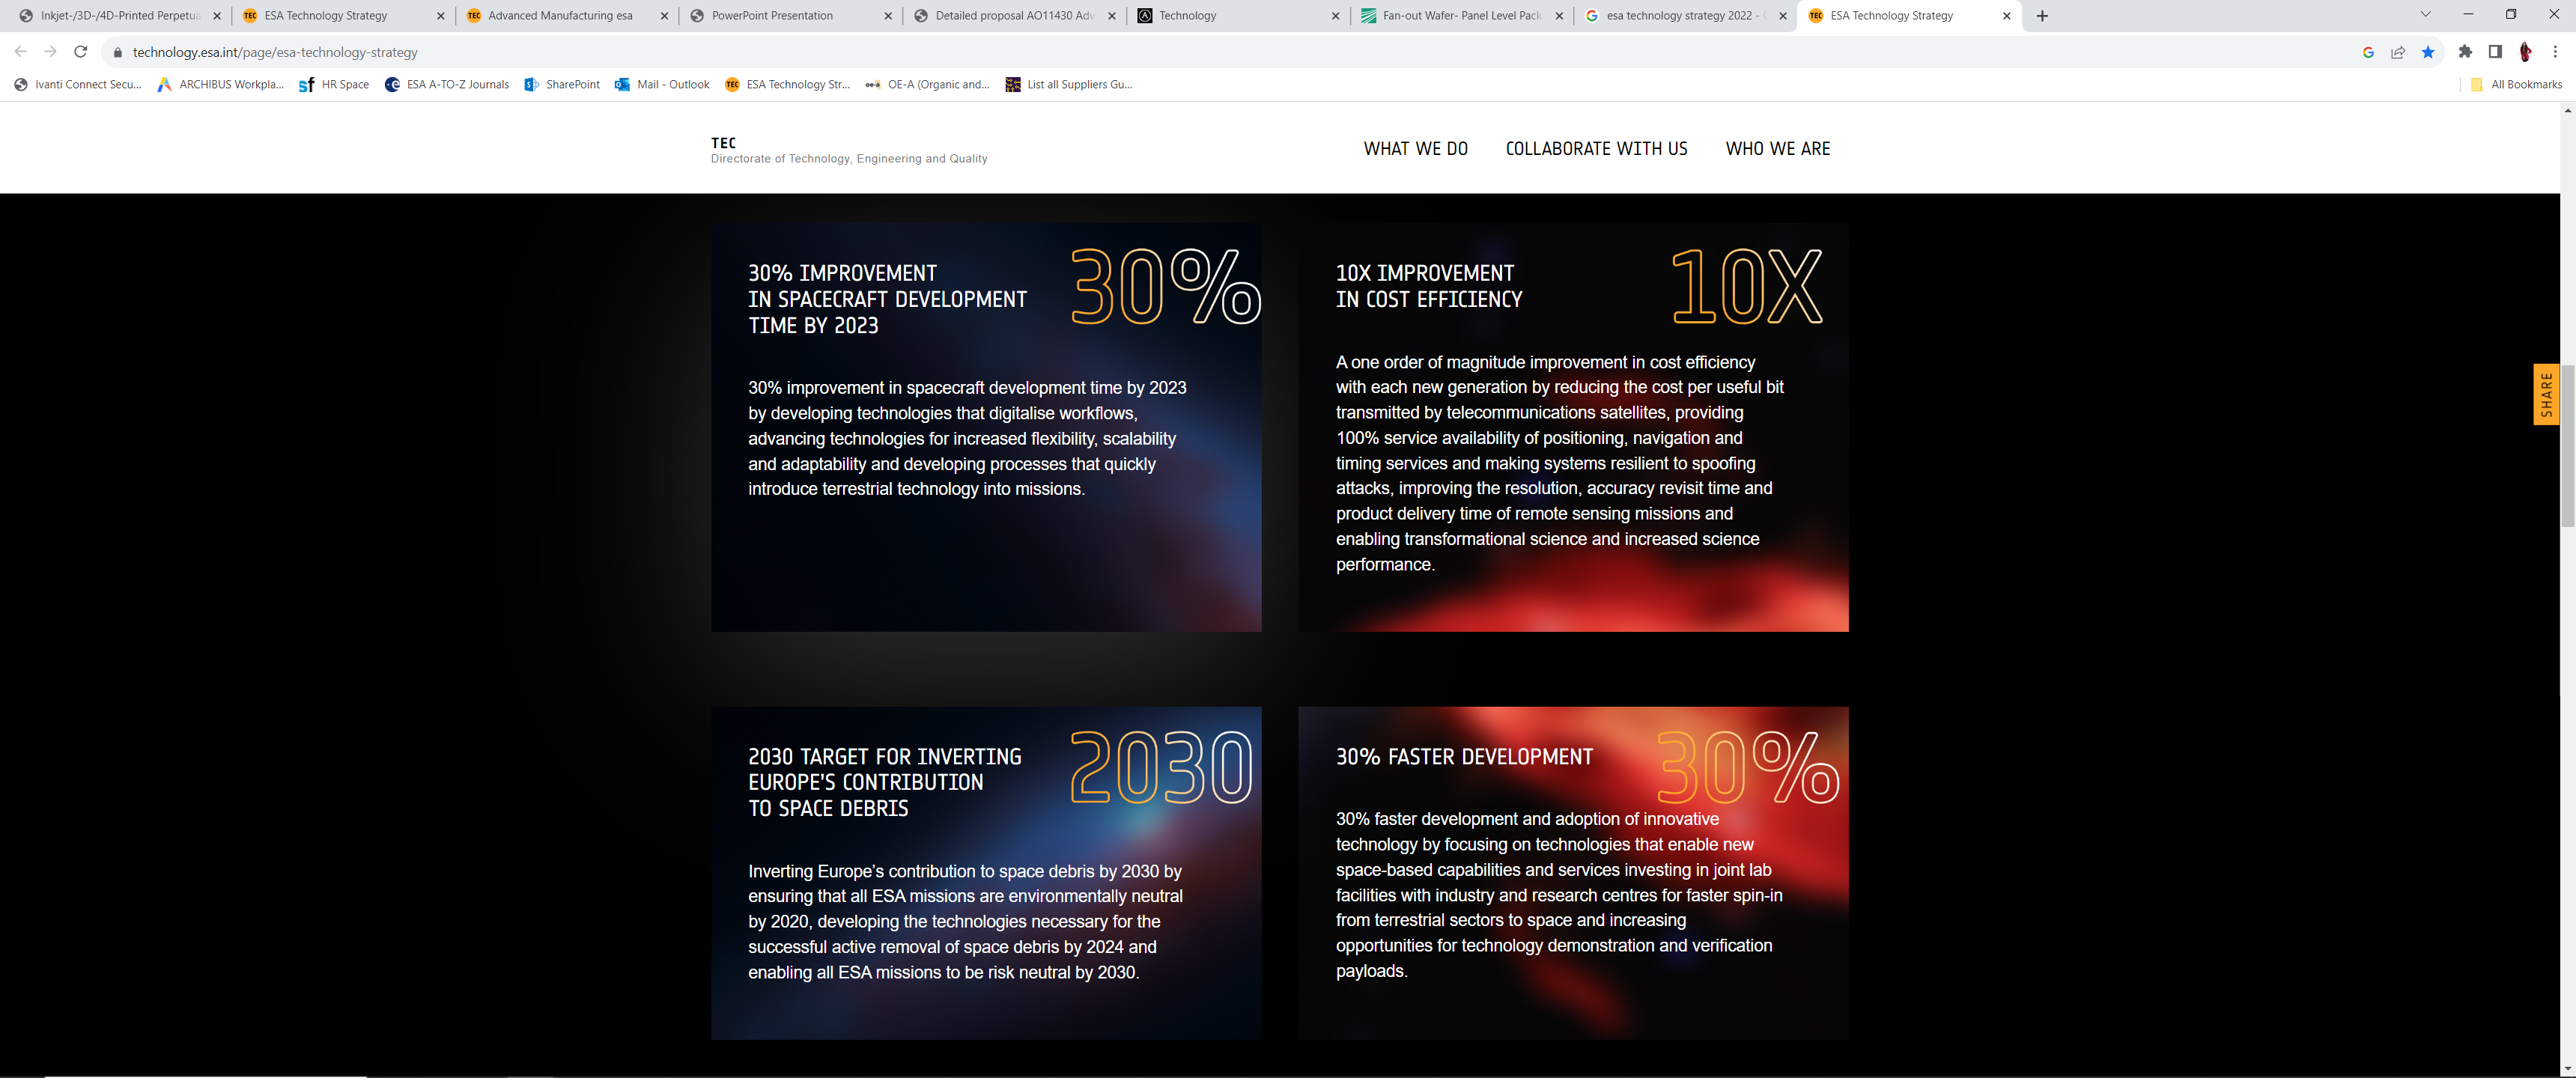 Inkjet-/3D-/4D-Printed Perpetua
ESA Technology Strategy
Advanced Manufacturing esa
PowerPoint Presentation
Detailed proposal AO11430 Adv
Technology
Fan-out Wafer- Panel Level Pack
esa technology strategy 2022 -
ESA Technology Strategy
technology.esa.int/page/esa-technology-strategy
Ivanti Connect Secu...
ARCHIBUS Workpla...
HR Space
ESA A-TO-Z Journals
SharePoint
Mail - Outlook
ESA Technology Str...
OE-A (Organic and...
List all Suppliers Gu...
All Bookmarks
TEC
Directorate of Technology, Engineering and Quality
WHAT WE DO
COLLABORATE WITH US
WHO WE ARE
30% IMPROVEMENT
IN SPACECRAFT DEVELOPMENT
TIME BY 2023
30%
30% improvement in spacecraft development time by 2023
by developing technologies that digitalise workflows,
advancing technologies for increased flexibility, scalability
and adaptability and developing processes that quickly
introduce terrestrial technology into missions.
10X IMPROVEMENT
IN COST EFFICIENCY
10X
A one order of magnitude improvement in cost efficiency
with each new generation by reducing the cost per useful bit
transmitted by telecommunications satellites, providing
100% service availability of positioning, navigation and
timing services and making systems resilient to spoofing
attacks, improving the resolution, accuracy revisit time and
product delivery time of remote sensing missions and
enabling transformational science and increased science
performance.
SHARE
2030 TARGET FOR INVERTING
EUROPE'S CONTRIBUTION
TO SPACE DEBRIS
2030
Inverting Europe's contribution to space debris by 2030 by
ensuring that all ESA missions are environmentally neutral
by 2020, developing the technologies necessary for the
successful active removal of space debris by 2024 and
enabling all ESA missions to be risk neutral by 2030.
30% FASTER DEVELOPMENT
30%
30% faster development and adoption of innovative
technology by focusing on technologies that enable new
space-based capabilities and services investing in joint lab
facilities with industry and research centres for faster spin-in
from terrestrial sectors to space and increasing
opportunities for technology demonstration and verification
payloads.